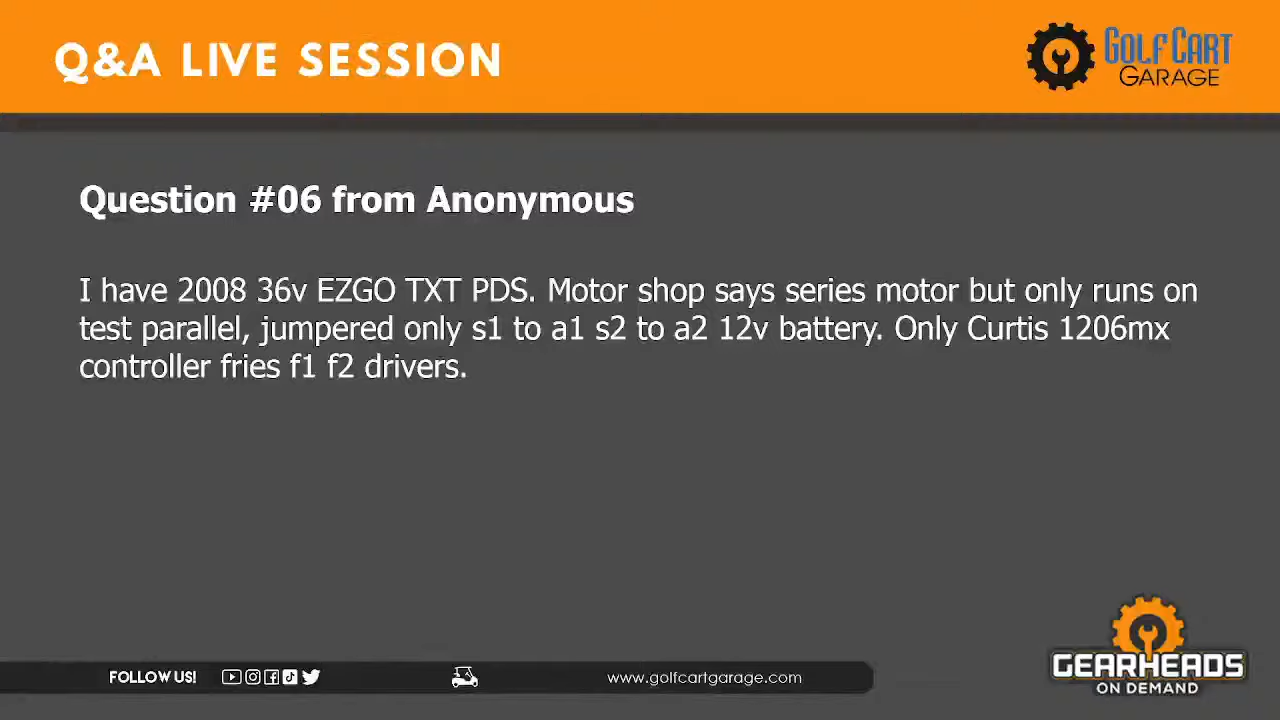 Q&A LIVE SESSION
GOLF CART
GARAGE
Question #06 from Anonymous
I have 2008 36v EZGO TXT PDS. Motor shop says series motor but only runs on
test parallel, jumpered only s1 to a1 s2 to a2 12v battery. Only Curtis 1206mx
controller fries f1 f2 drivers.
FOLLOW US!
www.golfcartgarage.com
GEARHEADS
ON DEMAND